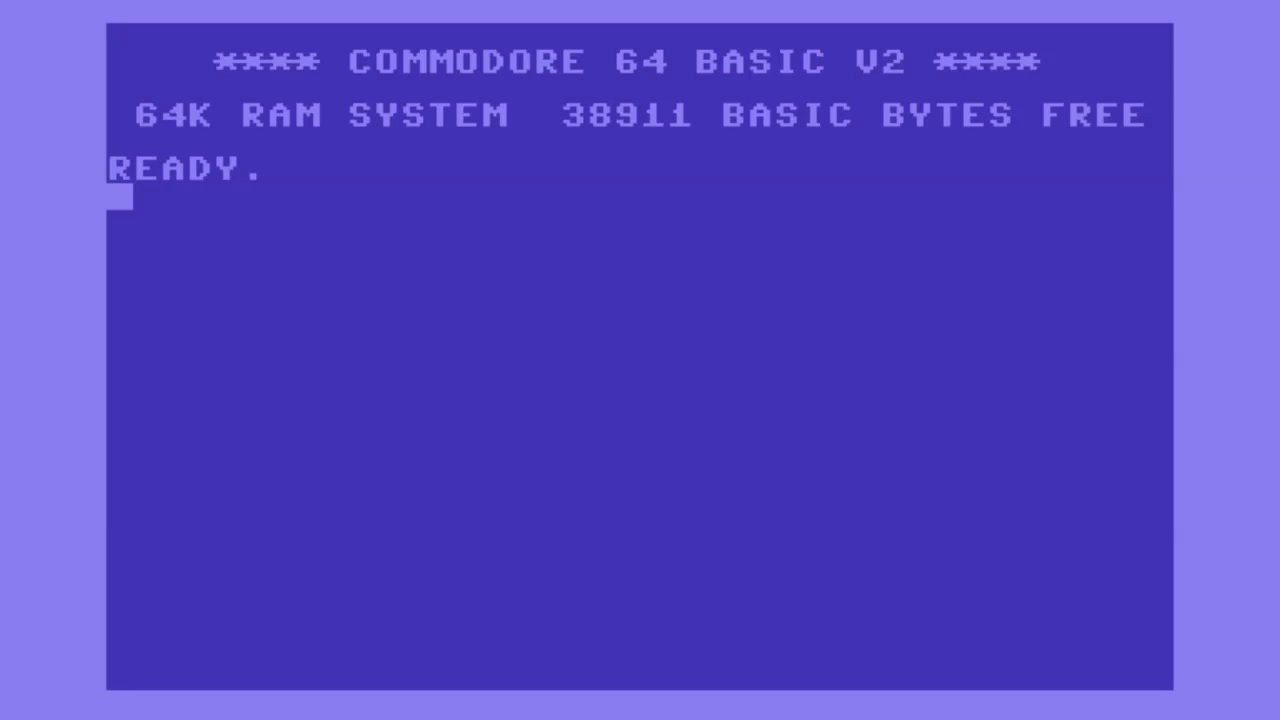 **** COMMODORE 64 BASIC V2 ****
64K RAM SYSTEM  38911 BASIC BYTES FREE
READY.